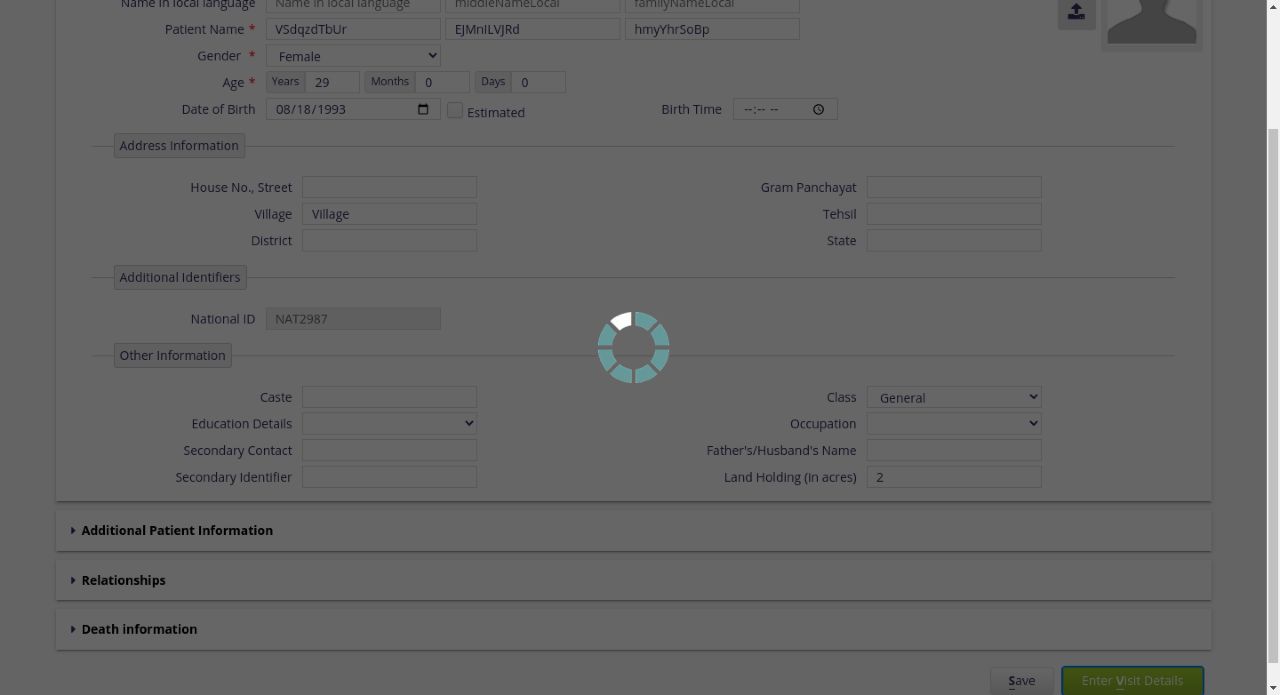 Name in local language Name in local language middleNameLocal familyNameLocal
Patient Name * VSdqzdTbUr EJMnILVJRd hmyYhrSoBp
Gender * Female
Age * Years 29 Months 0 Days 0
Date of Birth 08/18/1993 Estimated Birth Time --:-- --
Address Information
House No., Street Gram Panchayat
Village Village Tehsil
District State
Additional Identifiers
National ID NAT2987
Other Information
Caste Class General
Education Details Occupation
Secondary Contact Father's/Husband's Name
Secondary Identifier Land Holding (in acres) 2
Additional Patient Information
Relationships
Death information
Save Enter Visit Details